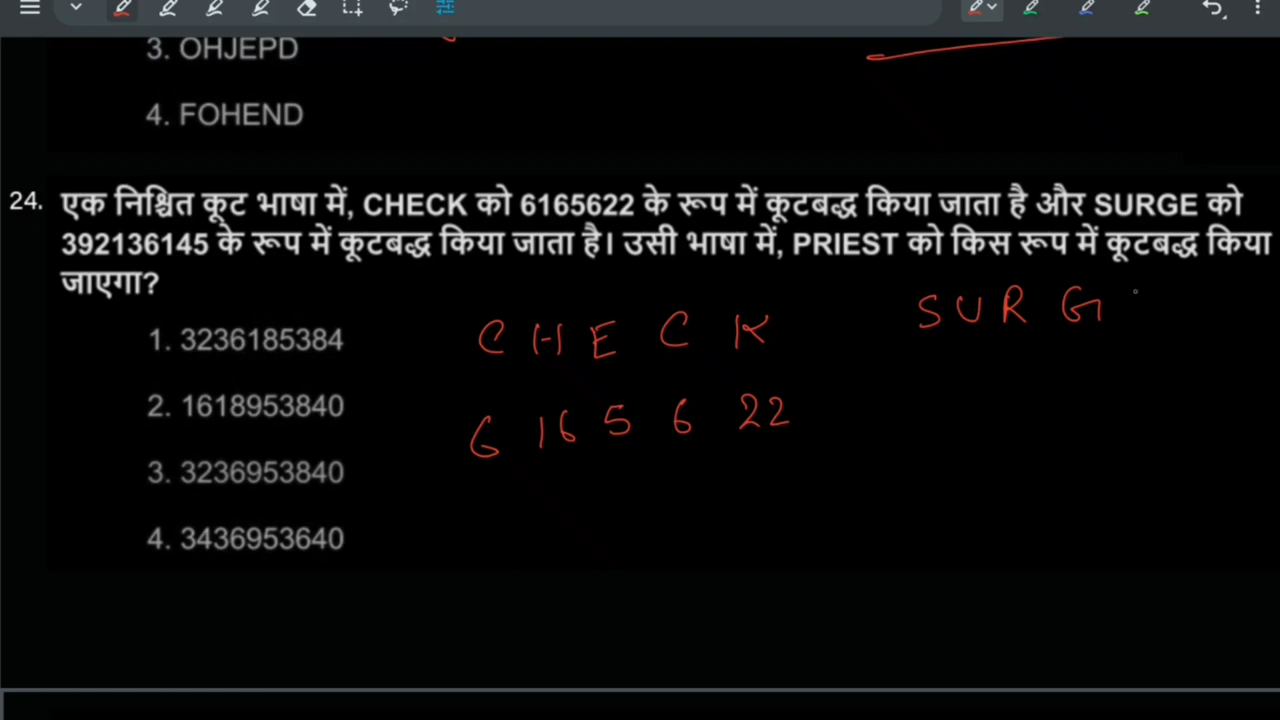 3. OHJEPD
4. FOHEND
24. एक निश्चित कूट भाषा में, CHECK को 6165622 के रूप में कूटबद्ध किया जाता है और SURGE को
392136145 के रूप में कूटबद्ध किया जाता है। उसी भाषा में, PRIEST को किस रूप में कूटबद्ध किया
जाएगा?
1. 3236185384
2. 1618953840
3. 3236953840
4. 3436953640
C H E C K
6 16 5 6 22
S U R G